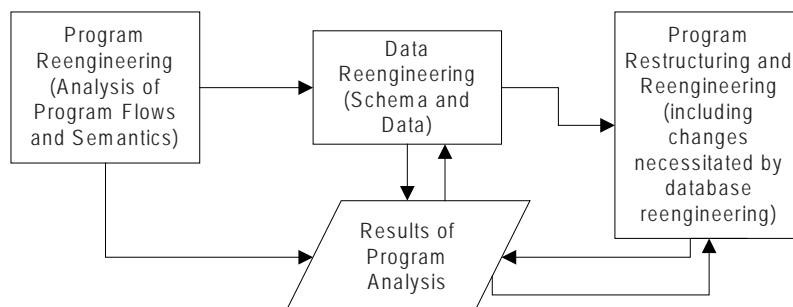 Program
Reengineering
(Analysis of
Program Flows
and Semantics)
Data
Reengineering
(Schema and
Data)
Program
Restructuring and
Reengineering
(including
changes
necessitated by
database
reengineering)
Results of
Program
Analysis